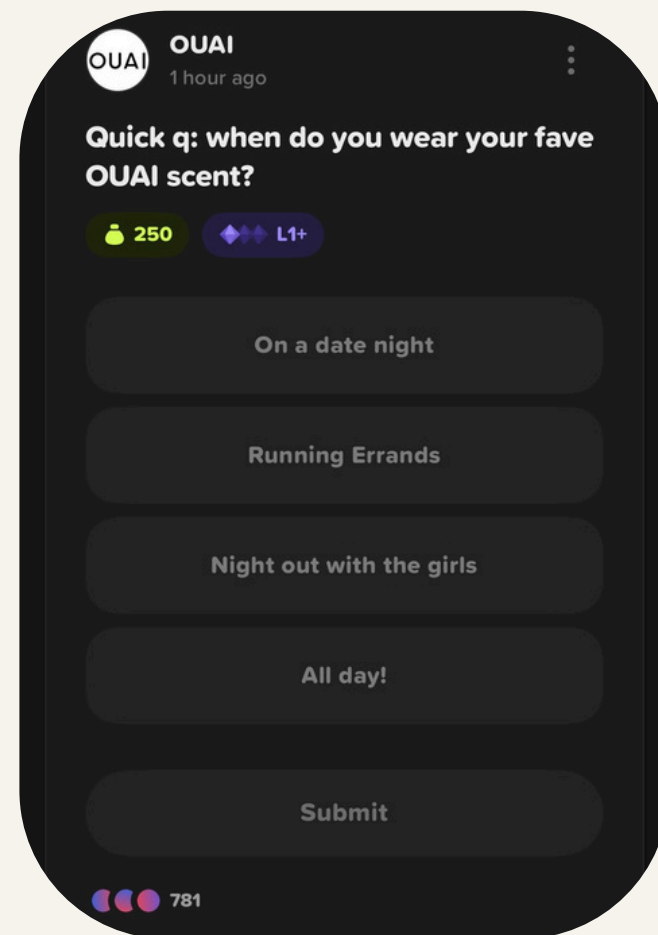 OUAI
OUAI
1 hour ago
Quick q: when do you wear your fave
OUAI scent?
250
L1+
On a date night
Running Errands
Night out with the girls
All day!
Submit
781